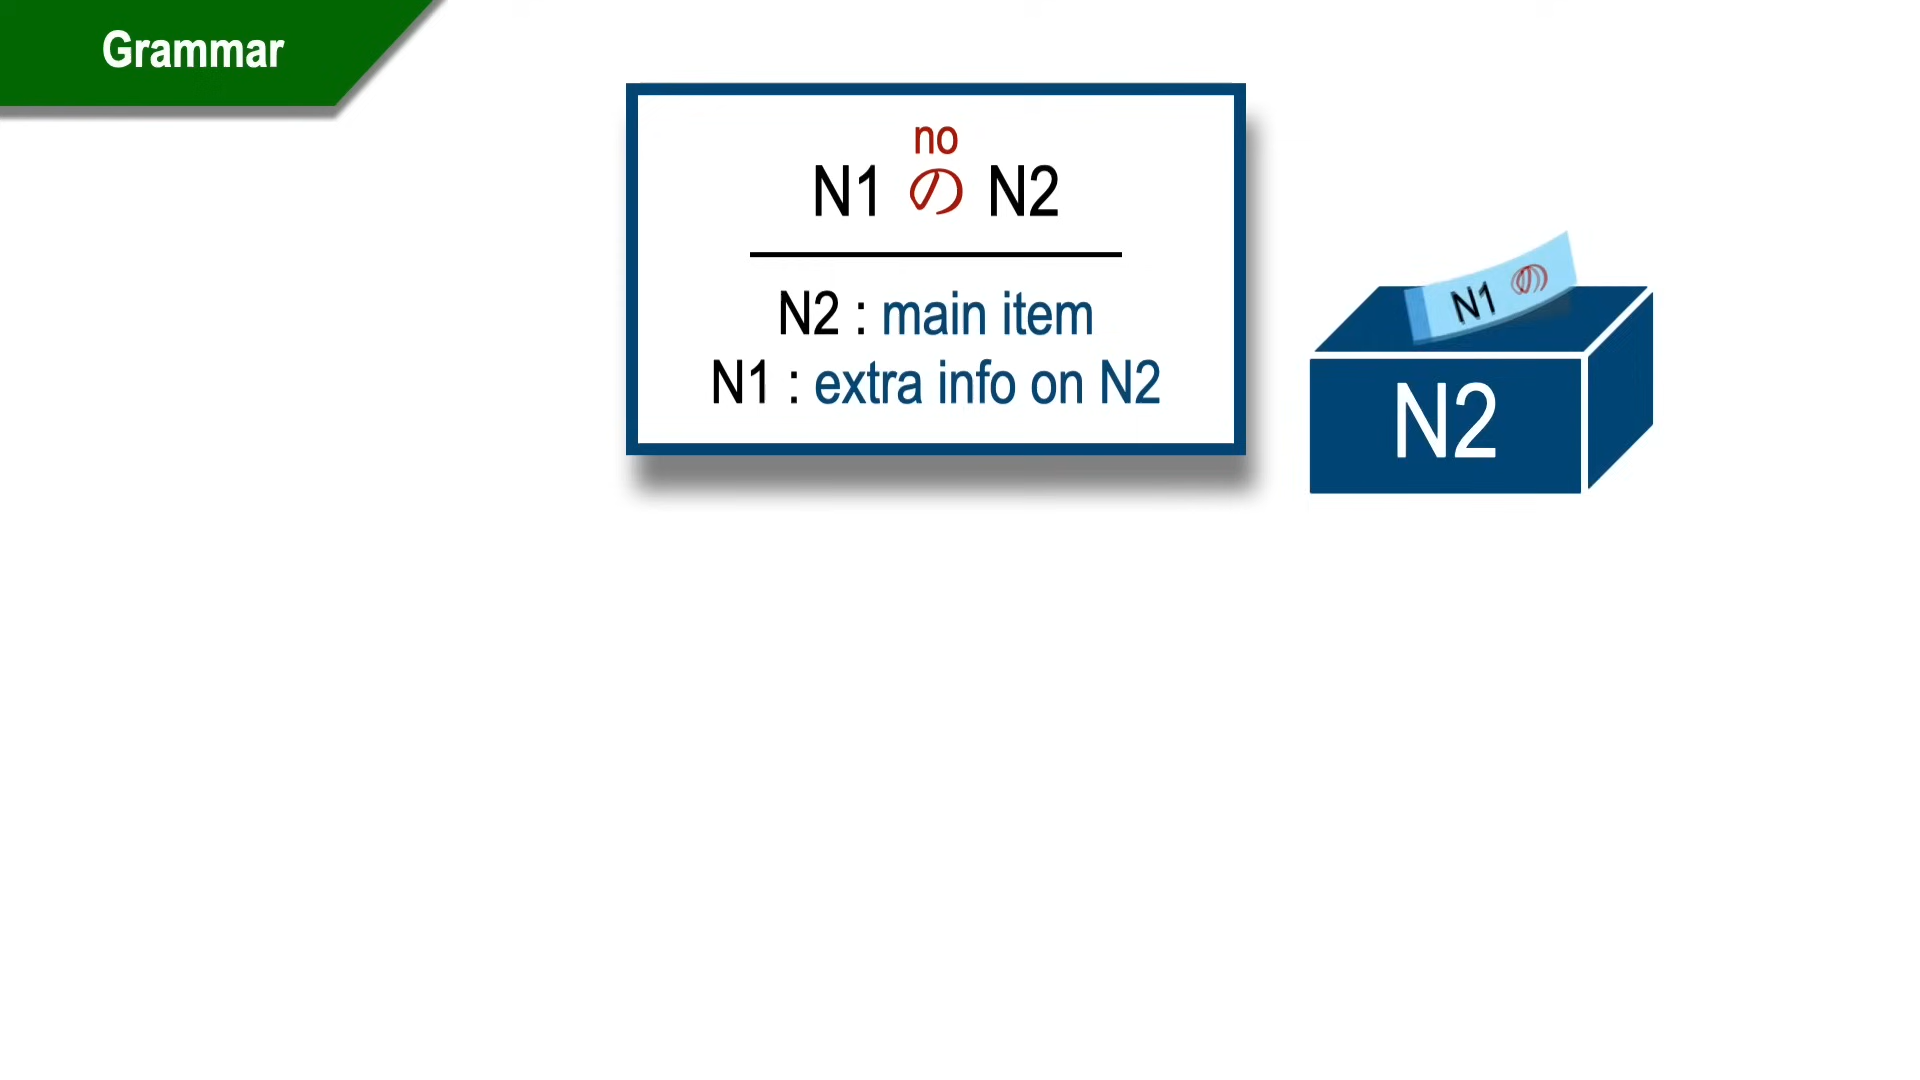 Grammar
no
N1 の N2
N2 : main item
N1 : extra info on N2
N1 の
N2